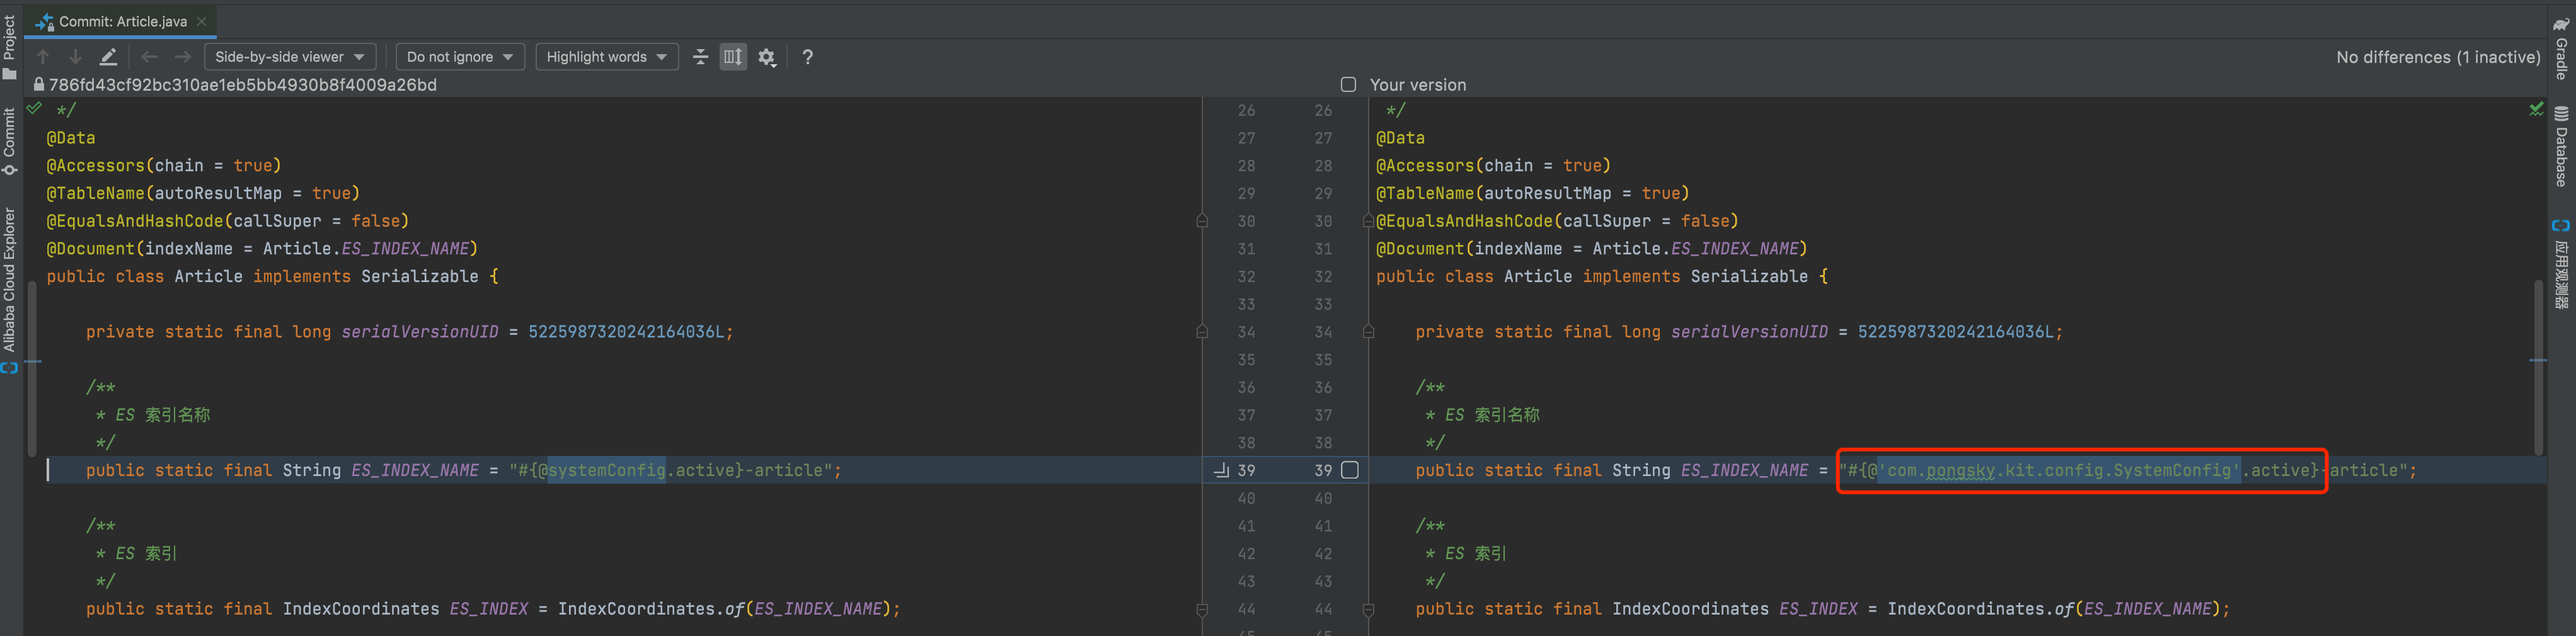 Commit: Article.java
Side-by-side viewer
Do not ignore
Highlight words
?
No differences (1 inactive)
786fd43cf92bc310ae1eb5bb4930b8f4009a26bd
Your version
Project
Commit
Alibaba Cloud Explorer
Gradle
Database
应用观测器
*/
@Data
@Accessors(chain = true)
@TableName(autoResultMap = true)
@EqualsAndHashCode(callSuper = false)
@Document(indexName = Article.ES_INDEX_NAME)
public class Article implements Serializable {
private static final long serialVersionUID = 5225987320242164036L;
/**
* ES 索引名称
*/
public static final String ES_INDEX_NAME = "#{@systemConfig.active}-article";
/**
* ES 索引
*/
public static final IndexCoordinates ES_INDEX = IndexCoordinates.of(ES_INDEX_NAME);
26 26
27 27
28 28
29 29
30 30
31 31
32 32
33 33
34 34
35 35
36 36
37 37
38 38
39 39
40 40
41 41
42 42
43 43
44 44
45 45
*/
@Data
@Accessors(chain = true)
@TableName(autoResultMap = true)
@EqualsAndHashCode(callSuper = false)
@Document(indexName = Article.ES_INDEX_NAME)
public class Article implements Serializable {
private static final long serialVersionUID = 5225987320242164036L;
/**
* ES 索引名称
*/
public static final String ES_INDEX_NAME = "#{@'com.pongsky.kit.config.SystemConfig'.active}-article";
/**
* ES 索引
*/
public static final IndexCoordinates ES_INDEX = IndexCoordinates.of(ES_INDEX_NAME);